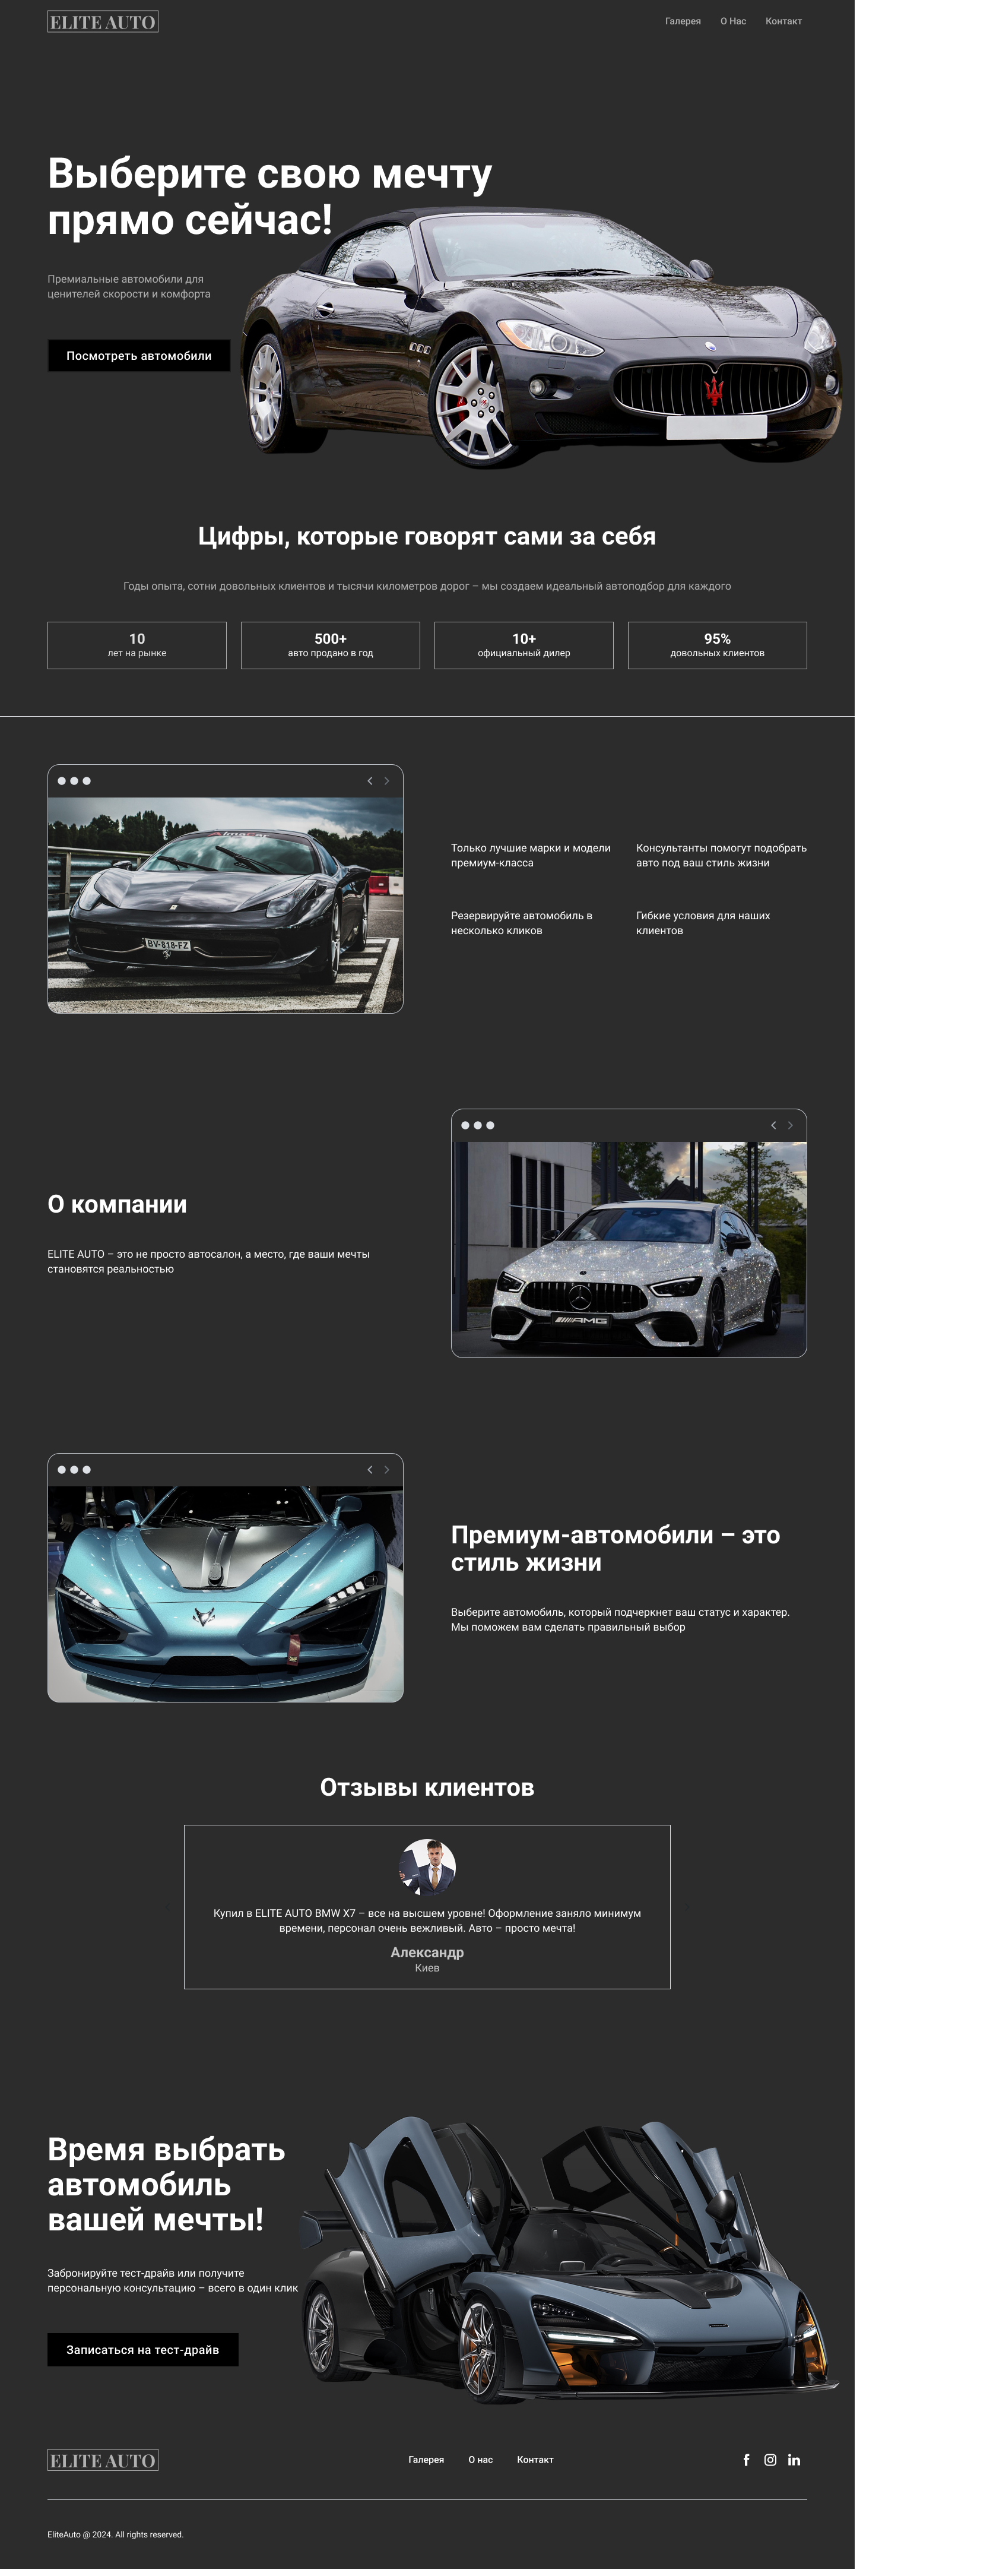 ELITE AUTO
Галерея
О Нас
Контакт
Выберите свою мечту
прямо сейчас!
Премиальные автомобили для
ценителей скорости и комфорта
Посмотреть автомобили
Цифры, которые говорят сами за себя
Годы опыта, сотни довольных клиентов и тысячи километров дорог – мы создаем идеальный автоподбор для каждого
10
лет на рынке
500+
авто продано в год
10+
официальный дилер
95%
довольных клиентов
BV-818-FZ
Только лучшие марки и модели
премиум-класса
Консультанты помогут подобрать
авто под ваш стиль жизни
Резервируйте автомобиль в
несколько кликов
Гибкие условия для наших
клиентов
О компании
ELITE AUTO – это не просто автосалон, а место, где ваши мечты
становятся реальностью
AMG
Премиум-автомобили – это
стиль жизни
Выберите автомобиль, который подчеркнет ваш статус и характер.
Мы поможем вам сделать правильный выбор
Отзывы клиентов
Купил в ELITE AUTO BMW X7 – все на высшем уровне! Оформление заняло минимум
времени, персонал очень вежливый. Авто – просто мечта!
Александр
Киев
Время выбрать
автомобиль
вашей мечты!
Забронируйте тест-драйв или получите
персональную консультацию – всего в один клик
Записаться на тест-драйв
ELITE AUTO
Галерея
О нас
Контакт
EliteAuto @ 2024. All rights reserved.